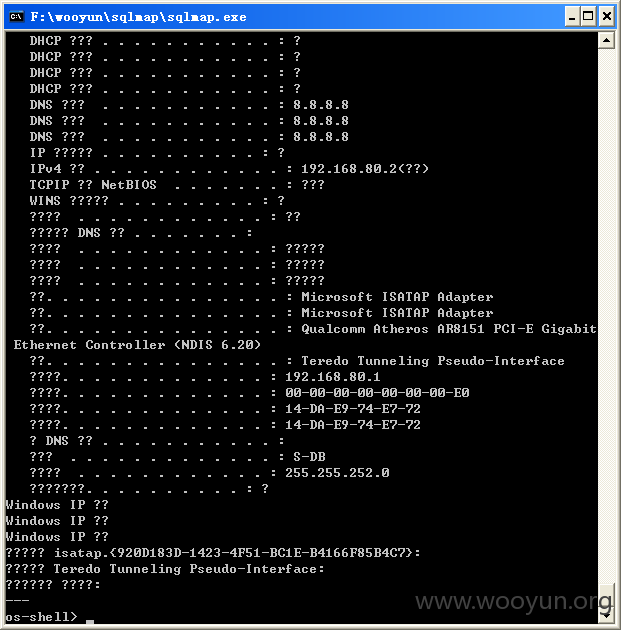 F:\wooyun\sqlmap\sqlmap.exe
DHCP ??? . . . . . . . . . . . : ?
DHCP ??? . . . . . . . . . . . : ?
DHCP ??? . . . . . . . . . . . : ?
DHCP ??? . . . . . . . . . . . : ?
DNS ???  . . . . . . . . . . . : 8.8.8.8
DNS ???  . . . . . . . . . . . : 8.8.8.8
DNS ???  . . . . . . . . . . . : 8.8.8.8
IP ????? . . . . . . . . . . : ?
IPv4 ?? . . . . . . . . . . . . : 192.168.80.2(??)
TCPIP ?? NetBIOS  . . . . . . . : ???
WINS ????? . . . . . . . . . : ?
????  . . . . . . . . . . . . : ??
????? DNS ?? . . . . . . . :
????  . . . . . . . . . . . . : ?????
????  . . . . . . . . . . . . : ?????
????  . . . . . . . . . . . . : ?????
??. . . . . . . . . . . . . . . : Microsoft ISATAP Adapter
??. . . . . . . . . . . . . . . : Microsoft ISATAP Adapter
??. . . . . . . . . . . . . . . : Qualcomm Atheros AR8151 PCI-E Gigabit
Ethernet Controller (NDIS 6.20)
??. . . . . . . . . . . . . . . : Teredo Tunneling Pseudo-Interface
????. . . . . . . . . . . . . : 192.168.80.1
????. . . . . . . . . . . . . : 00-00-00-00-00-00-00-E0
????. . . . . . . . . . . . . : 14-DA-E9-74-E7-72
????. . . . . . . . . . . . . : 14-DA-E9-74-E7-72
? DNS ?? . . . . . . . . . . . :
???  . . . . . . . . . . . . . : S-DB
????  . . . . . . . . . . . . : 255.255.252.0
???????. . . . . . . . . . : ?
Windows IP ??
Windows IP ??
Windows IP ??
????? isatap.{920D183D-1423-4F51-BC1E-B4166F85B4C7}:
????? Teredo Tunneling Pseudo-Interface:
?????? ????:
---
os-shell>
www.wooyun.org